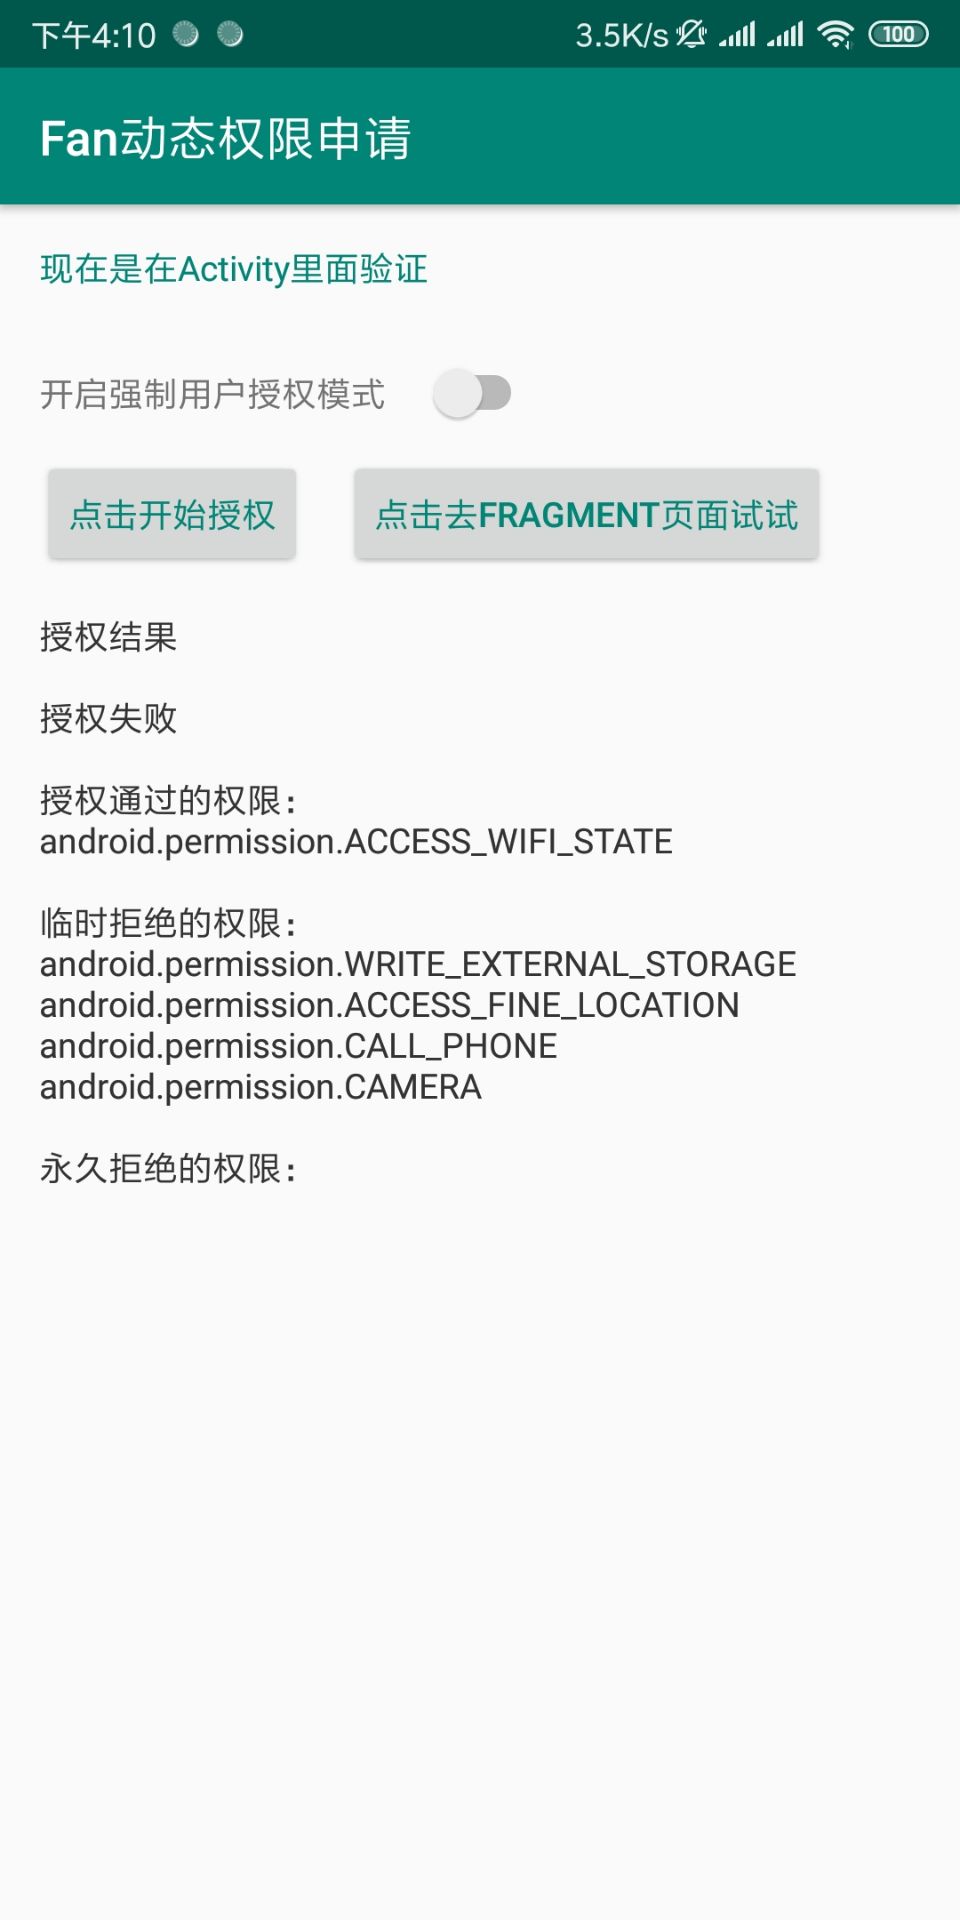 下午4:10 3.5K/s 100
Fan动态权限申请
现在是在Activity里面验证
开启强制用户授权模式
点击开始授权 点击去FRAGMENT页面试试
授权结果
授权失败
授权通过的权限：
android.permission.ACCESS_WIFI_STATE
临时拒绝的权限：
android.permission.WRITE_EXTERNAL_STORAGE
android.permission.ACCESS_FINE_LOCATION
android.permission.CALL_PHONE
android.permission.CAMERA
永久拒绝的权限：